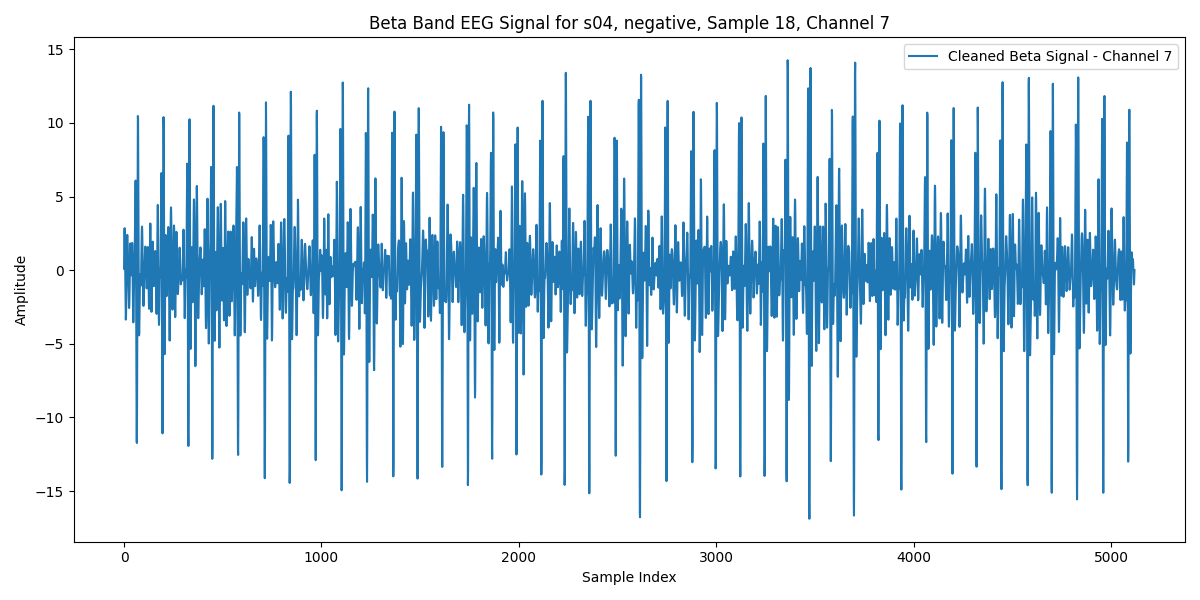 Beta Band EEG Signal for s04, negative, Sample 18, Channel 7
Cleaned Beta Signal - Channel 7
Amplitude
15
10
5
0
−5
−10
−15
0 1000 2000 3000 4000 5000
Sample Index